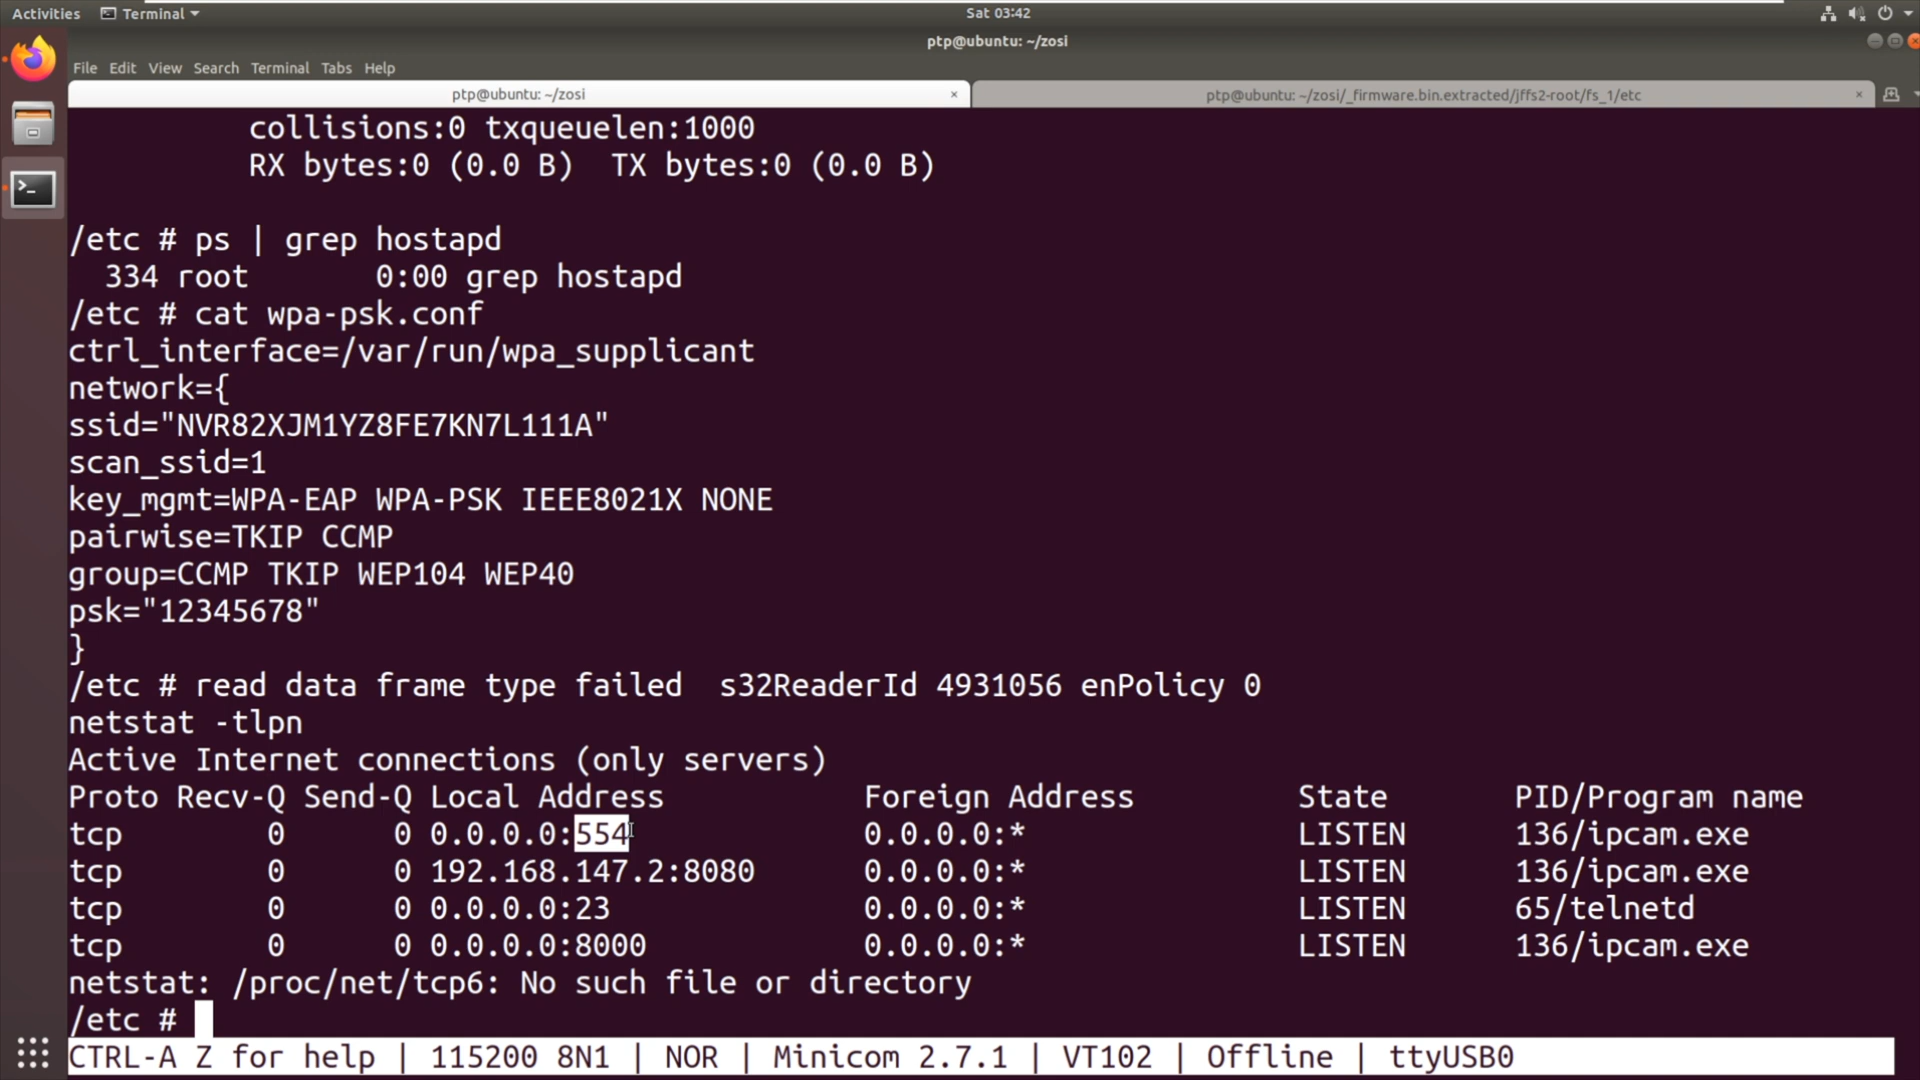 Activities Terminal Sat 03:42
ptp@ubuntu: ~/zosi
File Edit View Search Terminal Tabs Help
ptp@ubuntu: ~/zosi × ptp@ubuntu: ~/zosi/_firmware.bin.extracted/jffs2-root/fs_1/etc ×
collisions:0 txqueuelen:1000
RX bytes:0 (0.0 B)  TX bytes:0 (0.0 B)
/etc # ps | grep hostapd
334 root       0:00 grep hostapd
/etc # cat wpa-psk.conf
ctrl_interface=/var/run/wpa_supplicant
network={
ssid="NVR82XJM1YZ8FE7KN7L111A"
scan_ssid=1
key_mgmt=WPA-EAP WPA-PSK IEEE8021X NONE
pairwise=TKIP CCMP
group=CCMP TKIP WEP104 WEP40
psk="12345678"
}
/etc # read data frame type failed  s32ReaderId 4931056 enPolicy 0
netstat -tlpn
Active Internet connections (only servers)
Proto Recv-Q Send-Q Local Address           Foreign Address         State       PID/Program name
tcp        0      0 0.0.0.0:554             0.0.0.0:*               LISTEN      136/ipcam.exe
tcp        0      0 192.168.147.2:8080      0.0.0.0:*               LISTEN      136/ipcam.exe
tcp        0      0 0.0.0.0:23              0.0.0.0:*               LISTEN      65/telnetd
tcp        0      0 0.0.0.0:8000            0.0.0.0:*               LISTEN      136/ipcam.exe
netstat: /proc/net/tcp6: No such file or directory
/etc #
CTRL-A Z for help | 115200 8N1 | NOR | Minicom 2.7.1 | VT102 | Offline | ttyUSB0